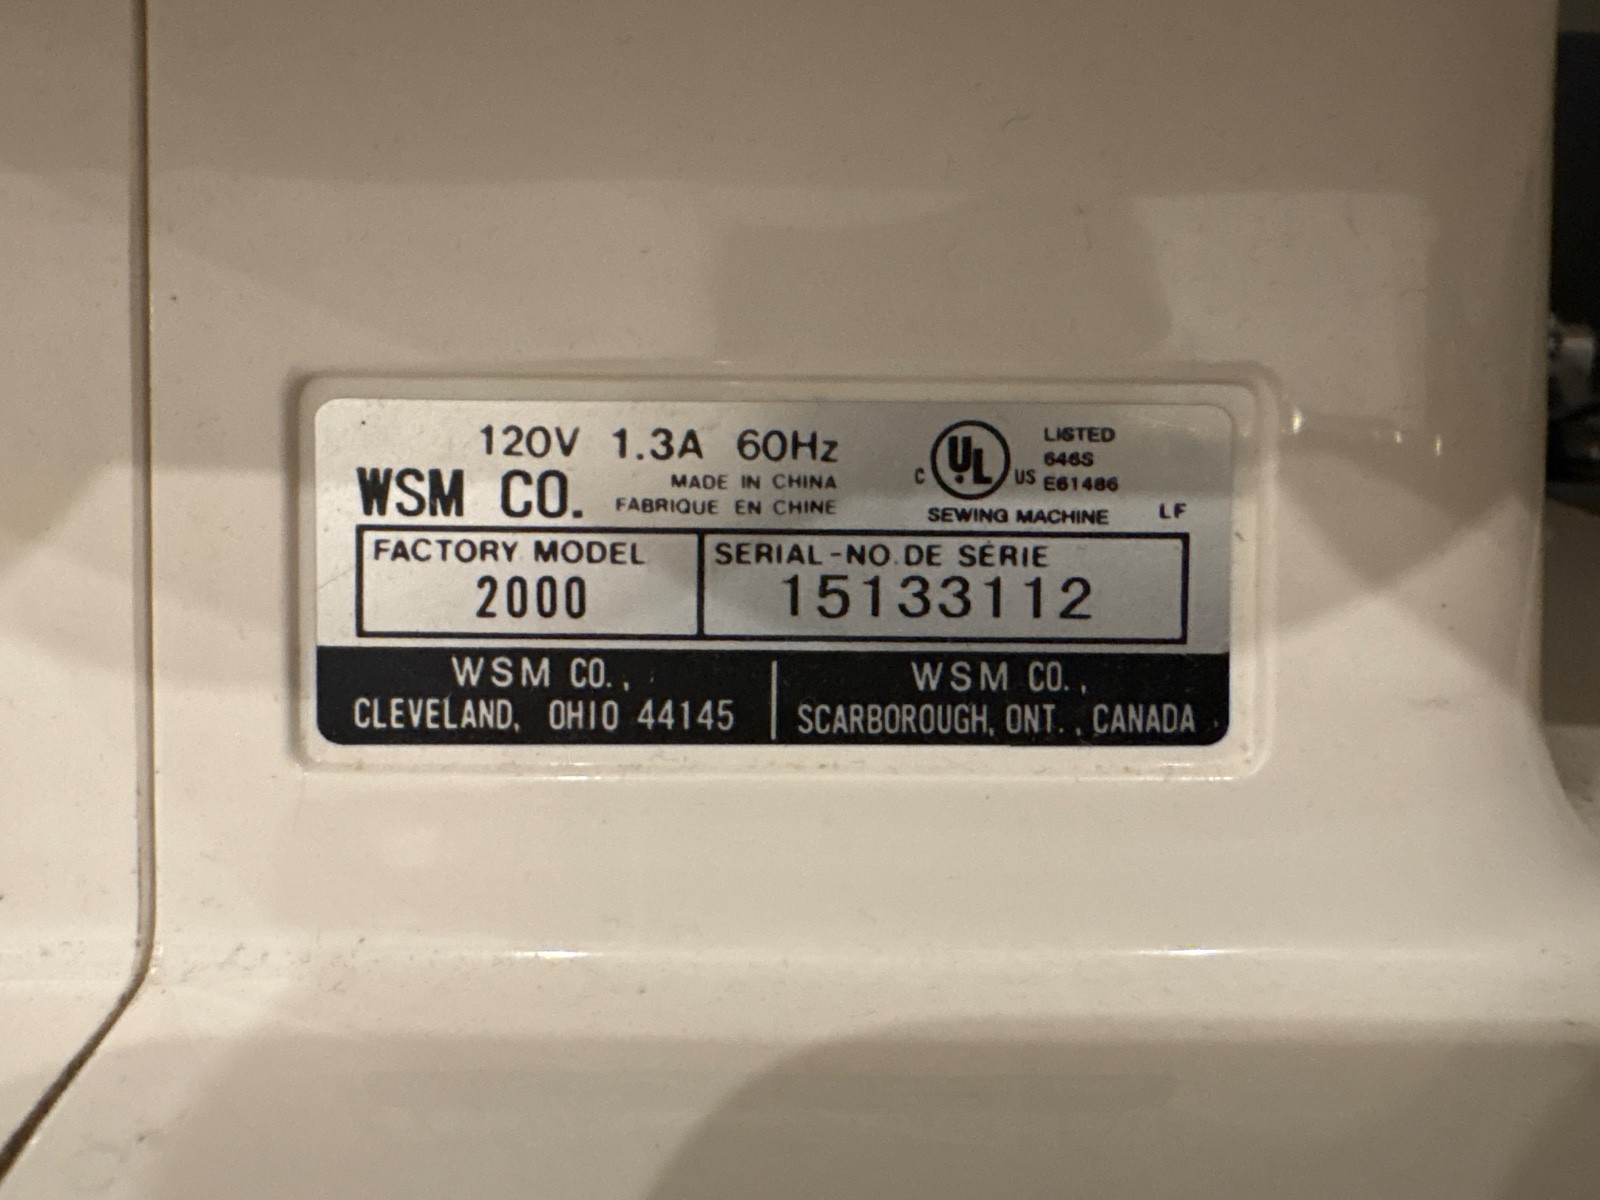 120V 1.3A 60Hz
WSM CO.
MADE IN CHINA
FABRIQUE EN CHINE
C UL US
LISTED
646S
E61486
SEWING MACHINE LF
FACTORY MODEL
2000
SERIAL-NO.DE SÉRIE
15133112
WSM CO.,
CLEVELAND, OHIO 44145
WSM CO.,
SCARBOROUGH, ONT., CANADA